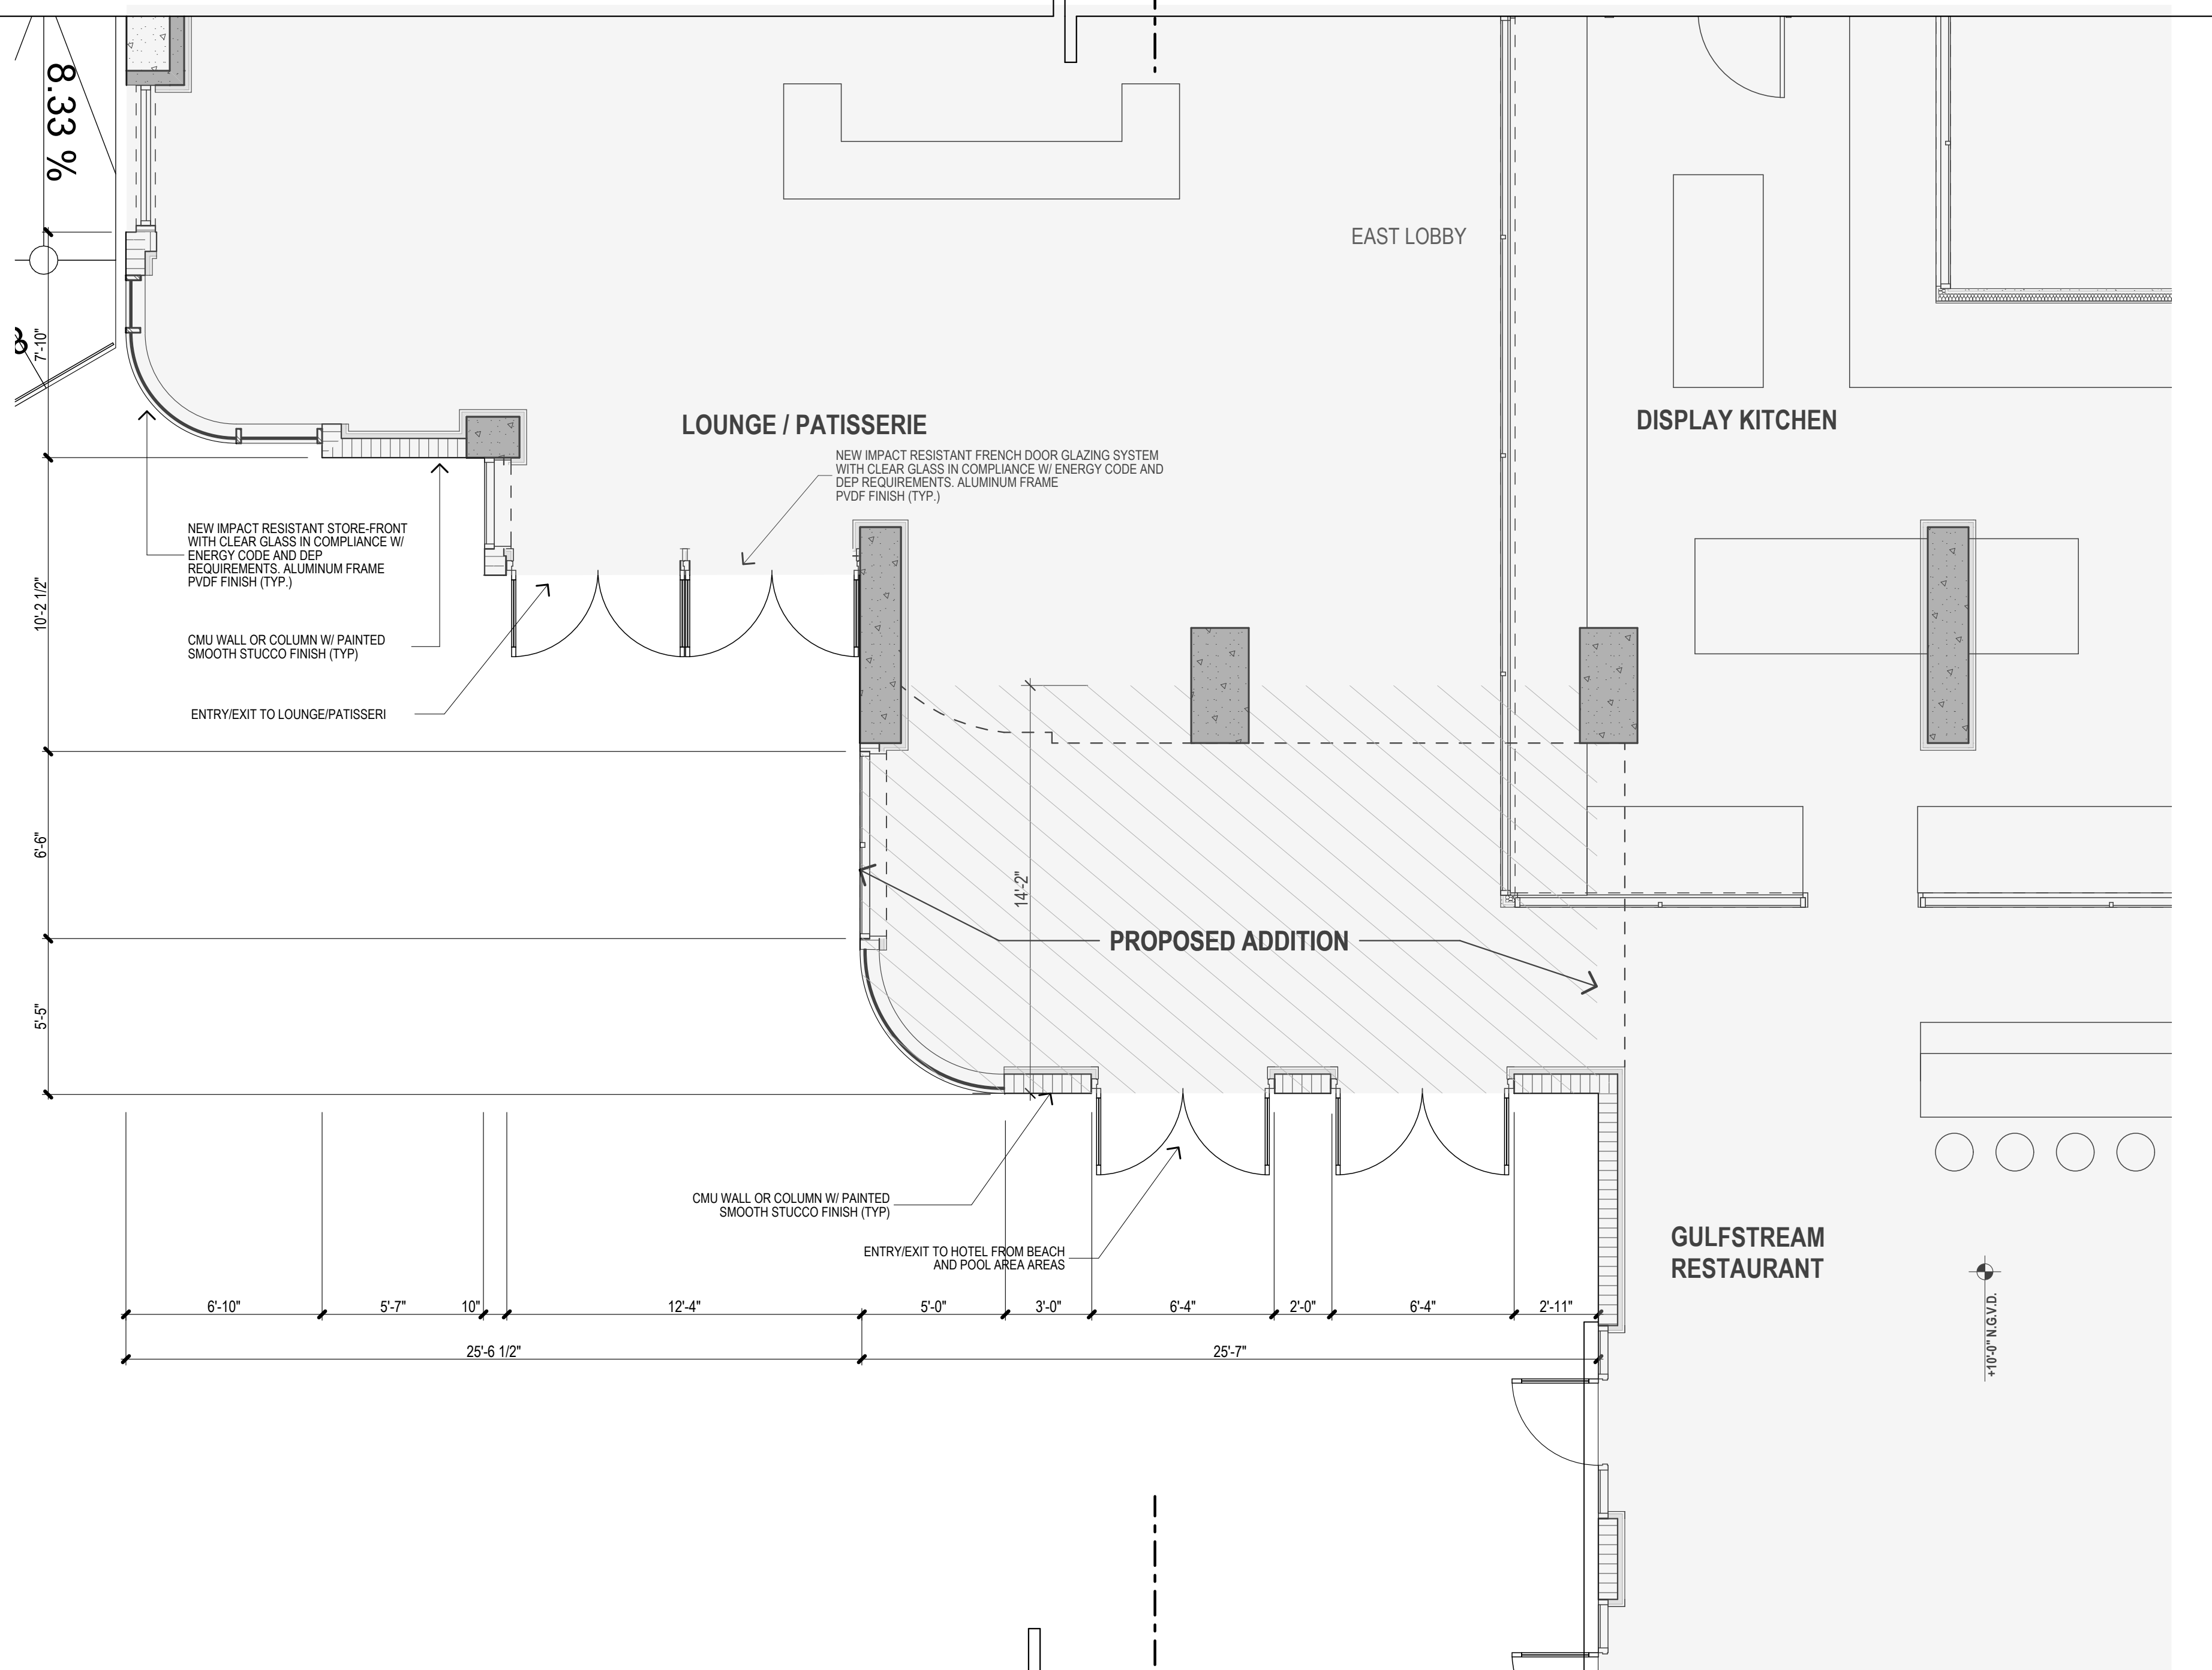 8.33 %
EAST LOBBY
7'-10"
LOUNGE / PATISSERIE
DISPLAY KITCHEN
NEW IMPACT RESISTANT FRENCH DOOR GLAZING SYSTEM
WITH CLEAR GLASS IN COMPLIANCE W/ ENERGY CODE AND
DEP REQUIREMENTS. ALUMINUM FRAME
PVDF FINISH (TYP.)
NEW IMPACT RESISTANT STORE-FRONT
WITH CLEAR GLASS IN COMPLIANCE W/
ENERGY CODE AND DEP
REQUIREMENTS. ALUMINUM FRAME
PVDF FINISH (TYP.)
10'-2 1/2"
CMU WALL OR COLUMN W/ PAINTED
SMOOTH STUCCO FINISH (TYP)
ENTRY/EXIT TO LOUNGE/PATISSERI
6'-6"
14'-2"
PROPOSED ADDITION
5'-5"
CMU WALL OR COLUMN W/ PAINTED
SMOOTH STUCCO FINISH (TYP)
ENTRY/EXIT TO HOTEL FROM BEACH
AND POOL AREA AREAS
GULFSTREAM
RESTAURANT
+10'-0" N.G.V.D.
6'-10"
5'-7"
10"
12'-4"
5'-0"
3'-0"
6'-4"
2'-0"
6'-4"
2'-11"
25'-6 1/2"
25'-7"